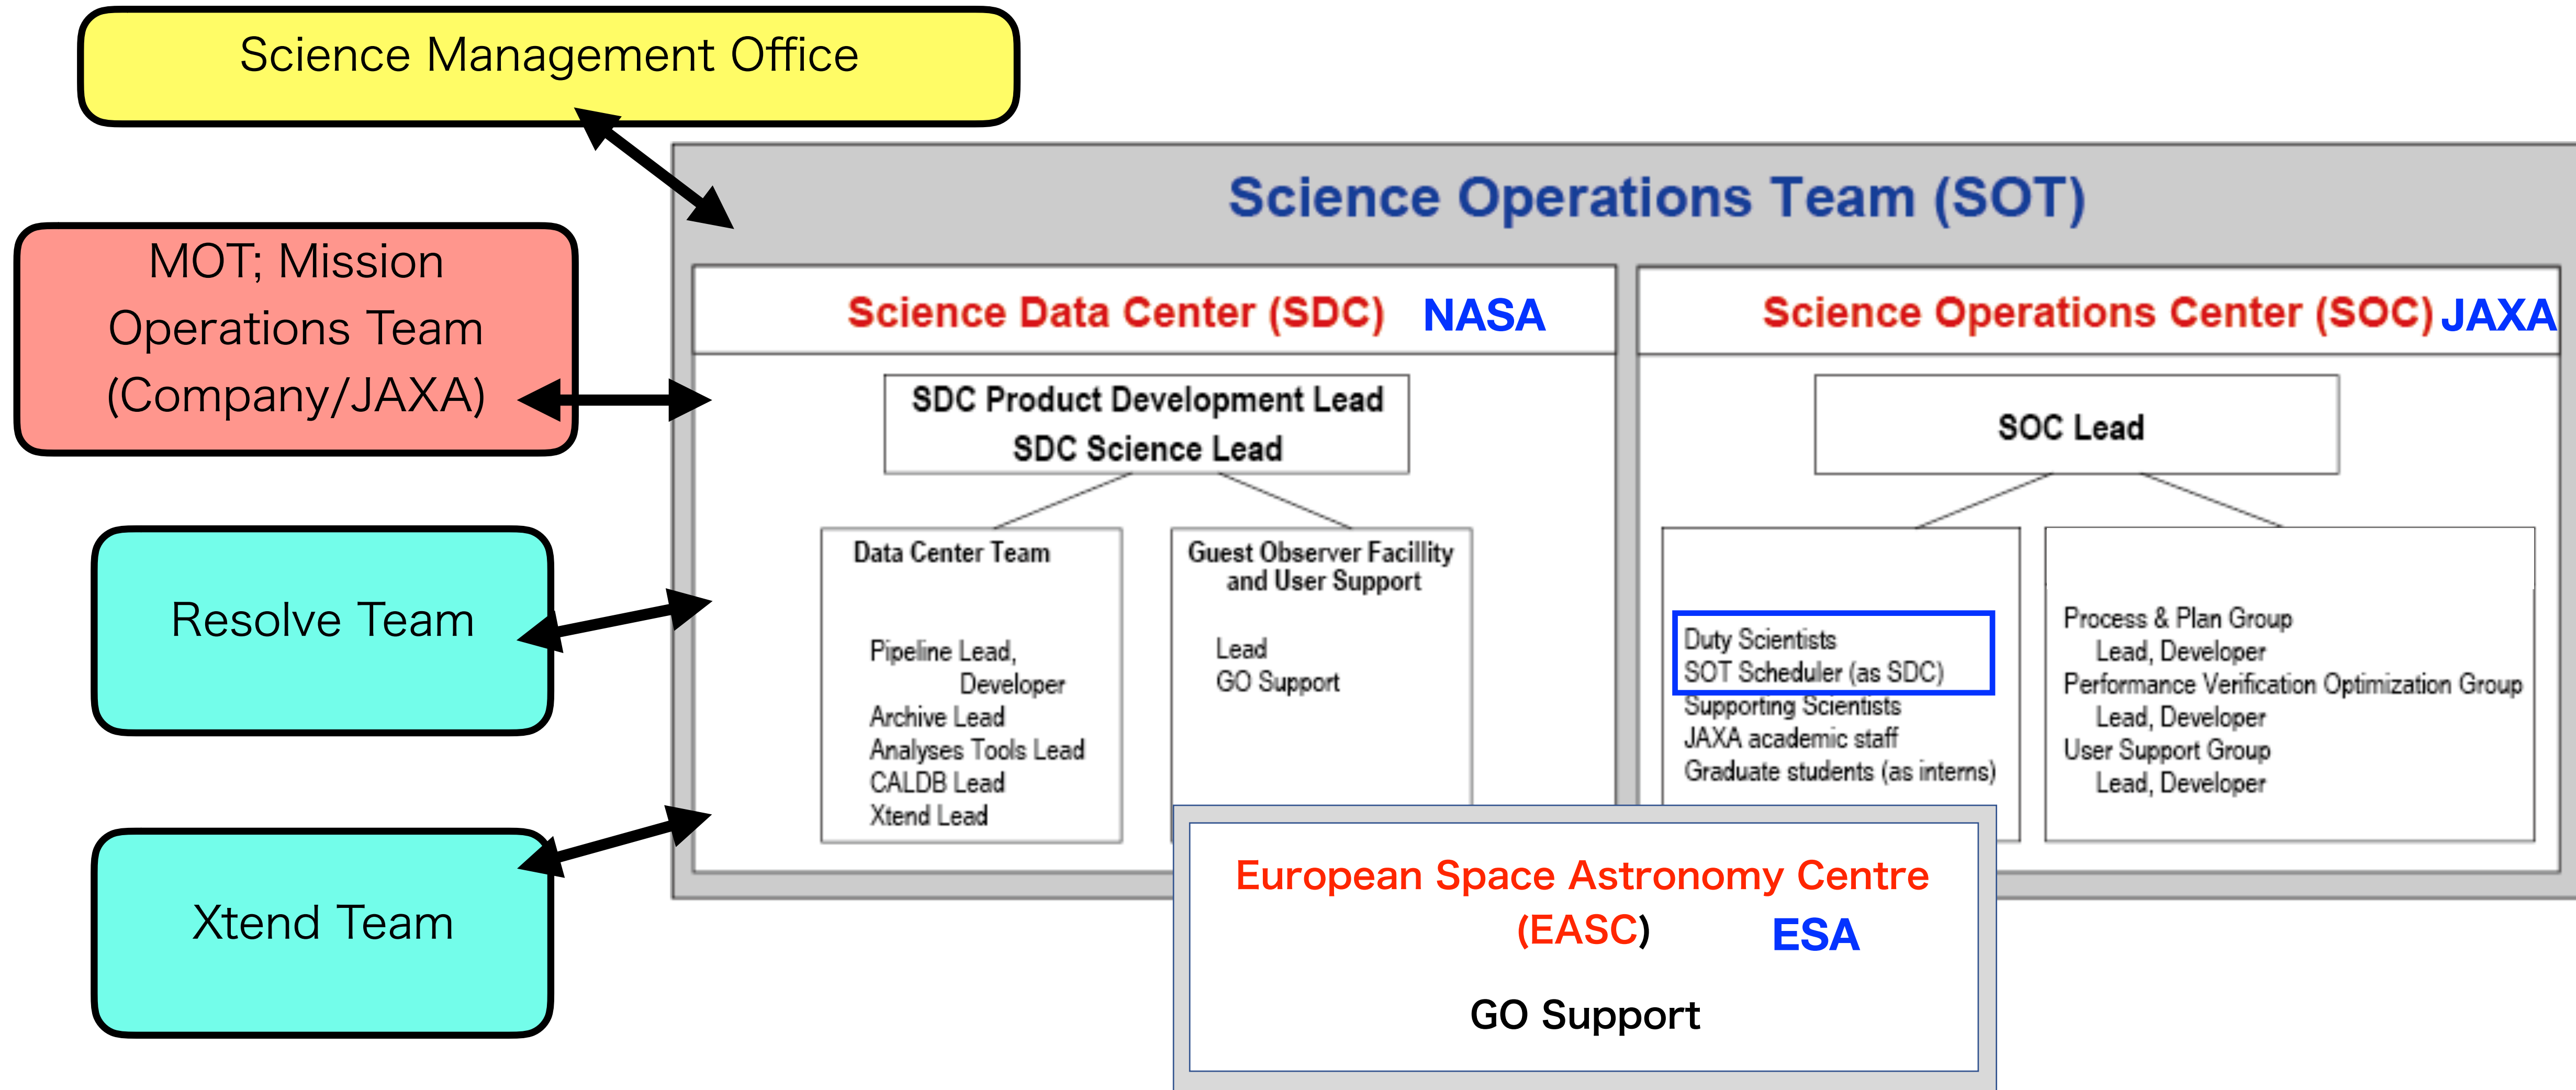 Science Management Office
MOT; Mission
Operations Team
(Company/JAXA)
Resolve Team
Xtend Team
Science Operations Team (SOT)
Science Data Center (SDC) NASA
SDC Product Development Lead
SDC Science Lead
Data Center Team
Pipeline Lead,
Developer
Archive Lead
Analyses Tools Lead
CALDB Lead
Xtend Lead
Guest Observer Facillity
and User Support
Lead
GO Support
Science Operations Center (SOC) JAXA
SOC Lead
Duty Scientists
SOT Scheduler (as SDC)
Supporting Scientists
JAXA academic staff
Graduate students (as interns)
Process & Plan Group
Lead, Developer
Performance Verification Optimization Group
Lead, Developer
User Support Group
Lead, Developer
European Space Astronomy Centre
(EASC) ESA
GO Support